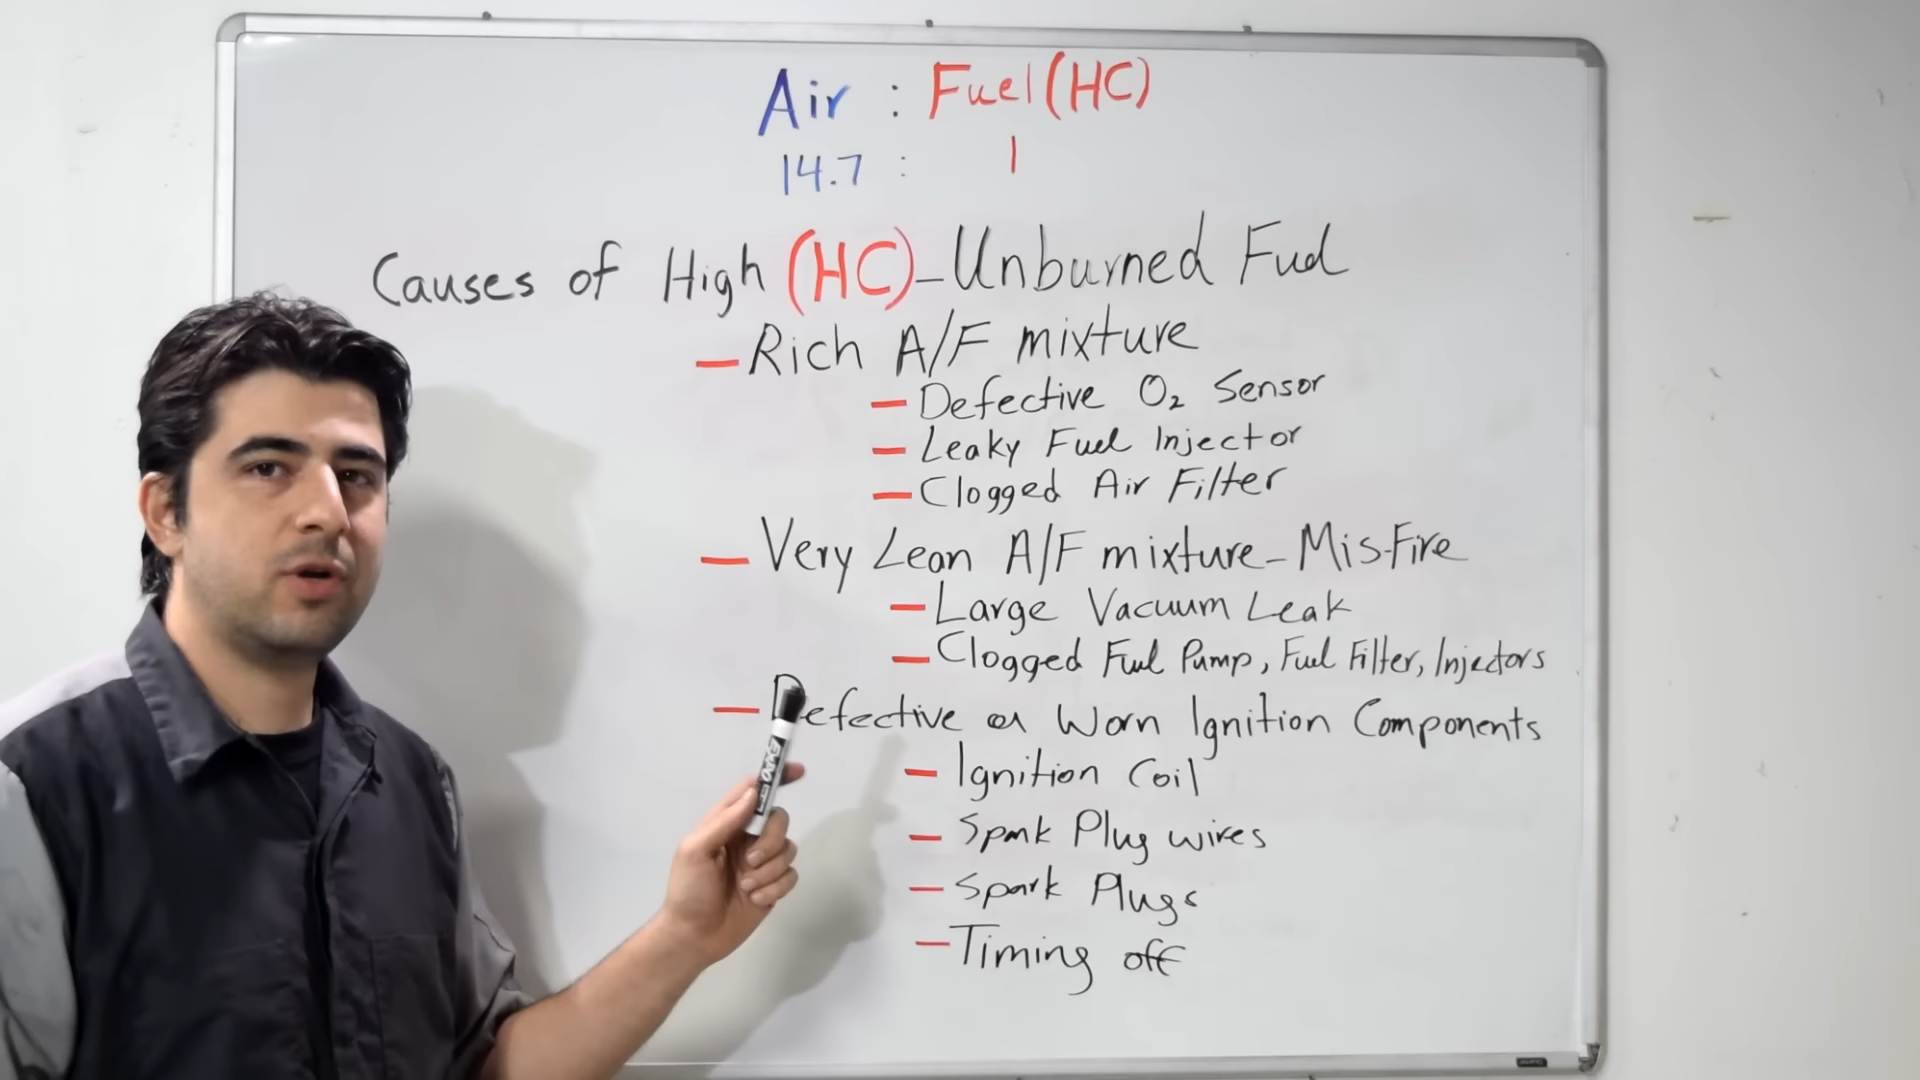 Air : Fuel (HC)
14.7 : 1
Causes of High (HC) - Unburned Fuel
- Rich A/F mixture
- Defective O₂ Sensor
- Leaky Fuel Injector
- Clogged Air Filter
- Very Lean A/F mixture - Mis-Fire
- Large Vacuum Leak
- Clogged Fuel Pump, Fuel Filter, Injectors
- Defective or Worn Ignition Components
- Ignition Coil
- Spark Plug wires
- Spark Plugs
- Timing off
EXPO